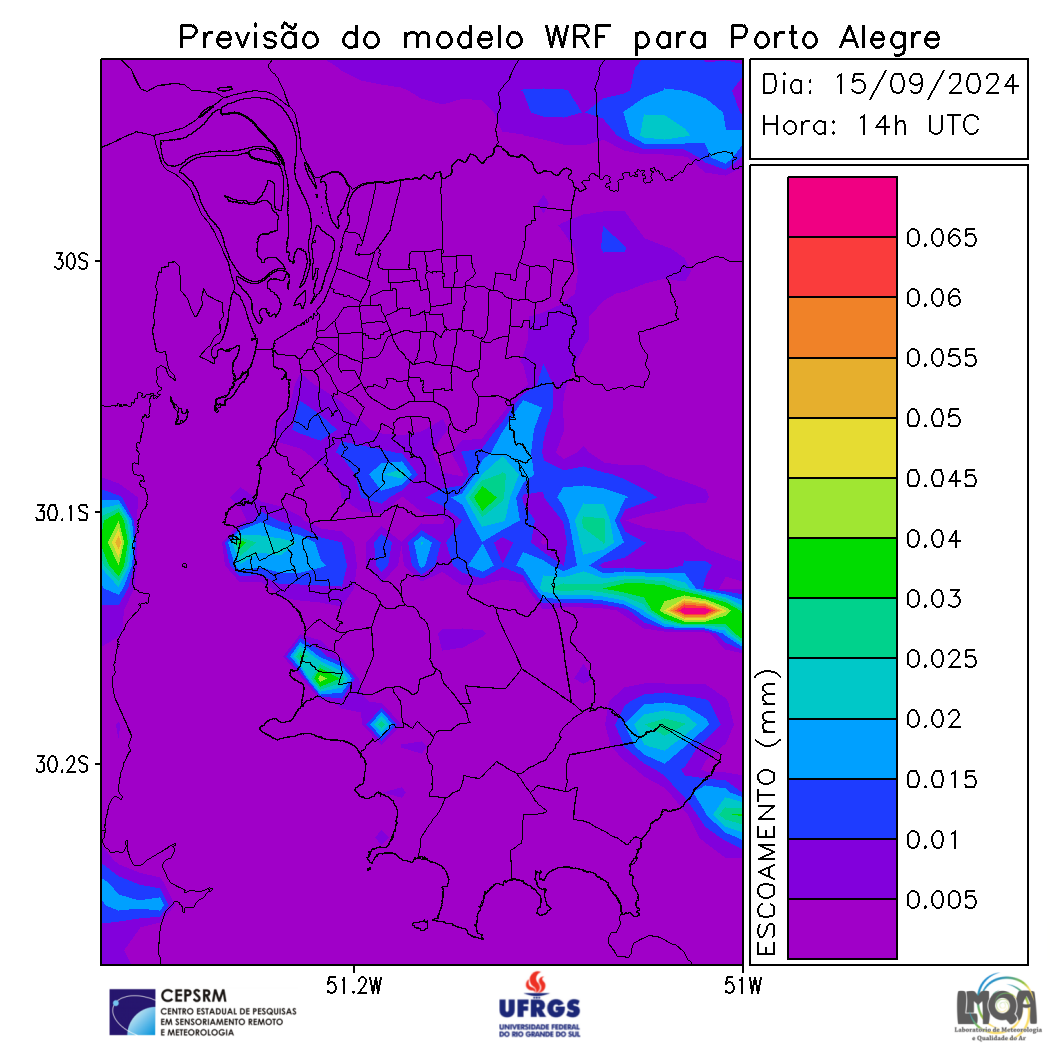 Previsão do modelo WRF para Porto Alegre
Dia: 15/09/2024
Hora: 14h UTC
30S
30.1S
30.2S
51.2W
51W
ESCOAMENTO (mm)
0.065
0.06
0.055
0.05
0.045
0.04
0.03
0.025
0.02
0.015
0.01
0.005
CEPSRM
CENTRO ESTADUAL DE PESQUISAS
EM SENSORIAMENTO REMOTO
E METEOROLOGIA
UFRGS
UNIVERSIDADE FEDERAL
DO RIO GRANDE DO SUL
LMQA
Laboratório de Meteorologia
e Qualidade do Ar